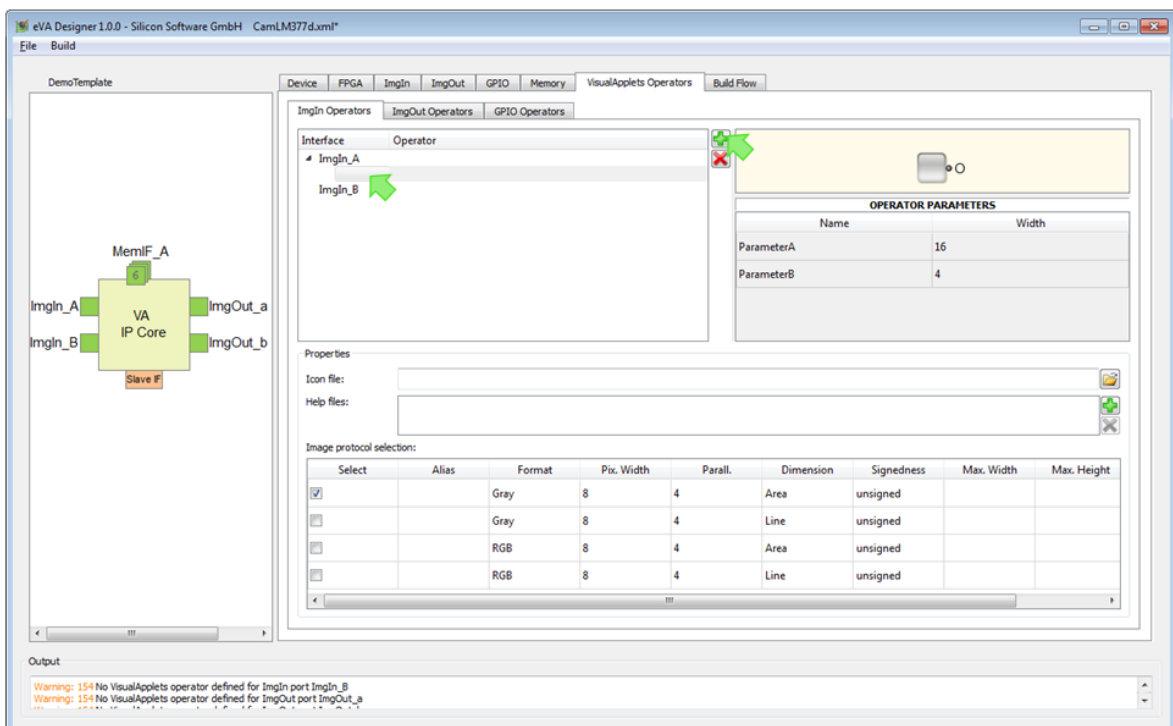 eVA Designer 1.0.0 - Silicon Software GmbH CamLM377d.xml*
File Build
DemoTemplate
Device FPGA ImgIn ImgOut GPIO Memory VisualApplets Operators Build Flow
ImgIn Operators ImgOut Operators GPIO Operators
Interface Operator
ImgIn_A
ImgIn_B
O
OPERATOR PARAMETERS
Name Width
ParameterA 16
ParameterB 4
MemIF_A
6
ImgIn_A
ImgIn_B
VA
IP Core
ImgOut_a
ImgOut_b
Slave IF
Properties
Icon file:
Help files:
Image protocol selection:
Select Alias Format Pix. Width Parall. Dimension Signedness Max. Width Max. Height
Gray 8 4 Area unsigned
Gray 8 4 Line unsigned
RGB 8 4 Area unsigned
RGB 8 4 Line unsigned
Output
Warning: 154 No VisualApplets operator defined for ImgIn port ImgIn_B
Warning: 154 No VisualApplets operator defined for ImgOut port ImgOut_a